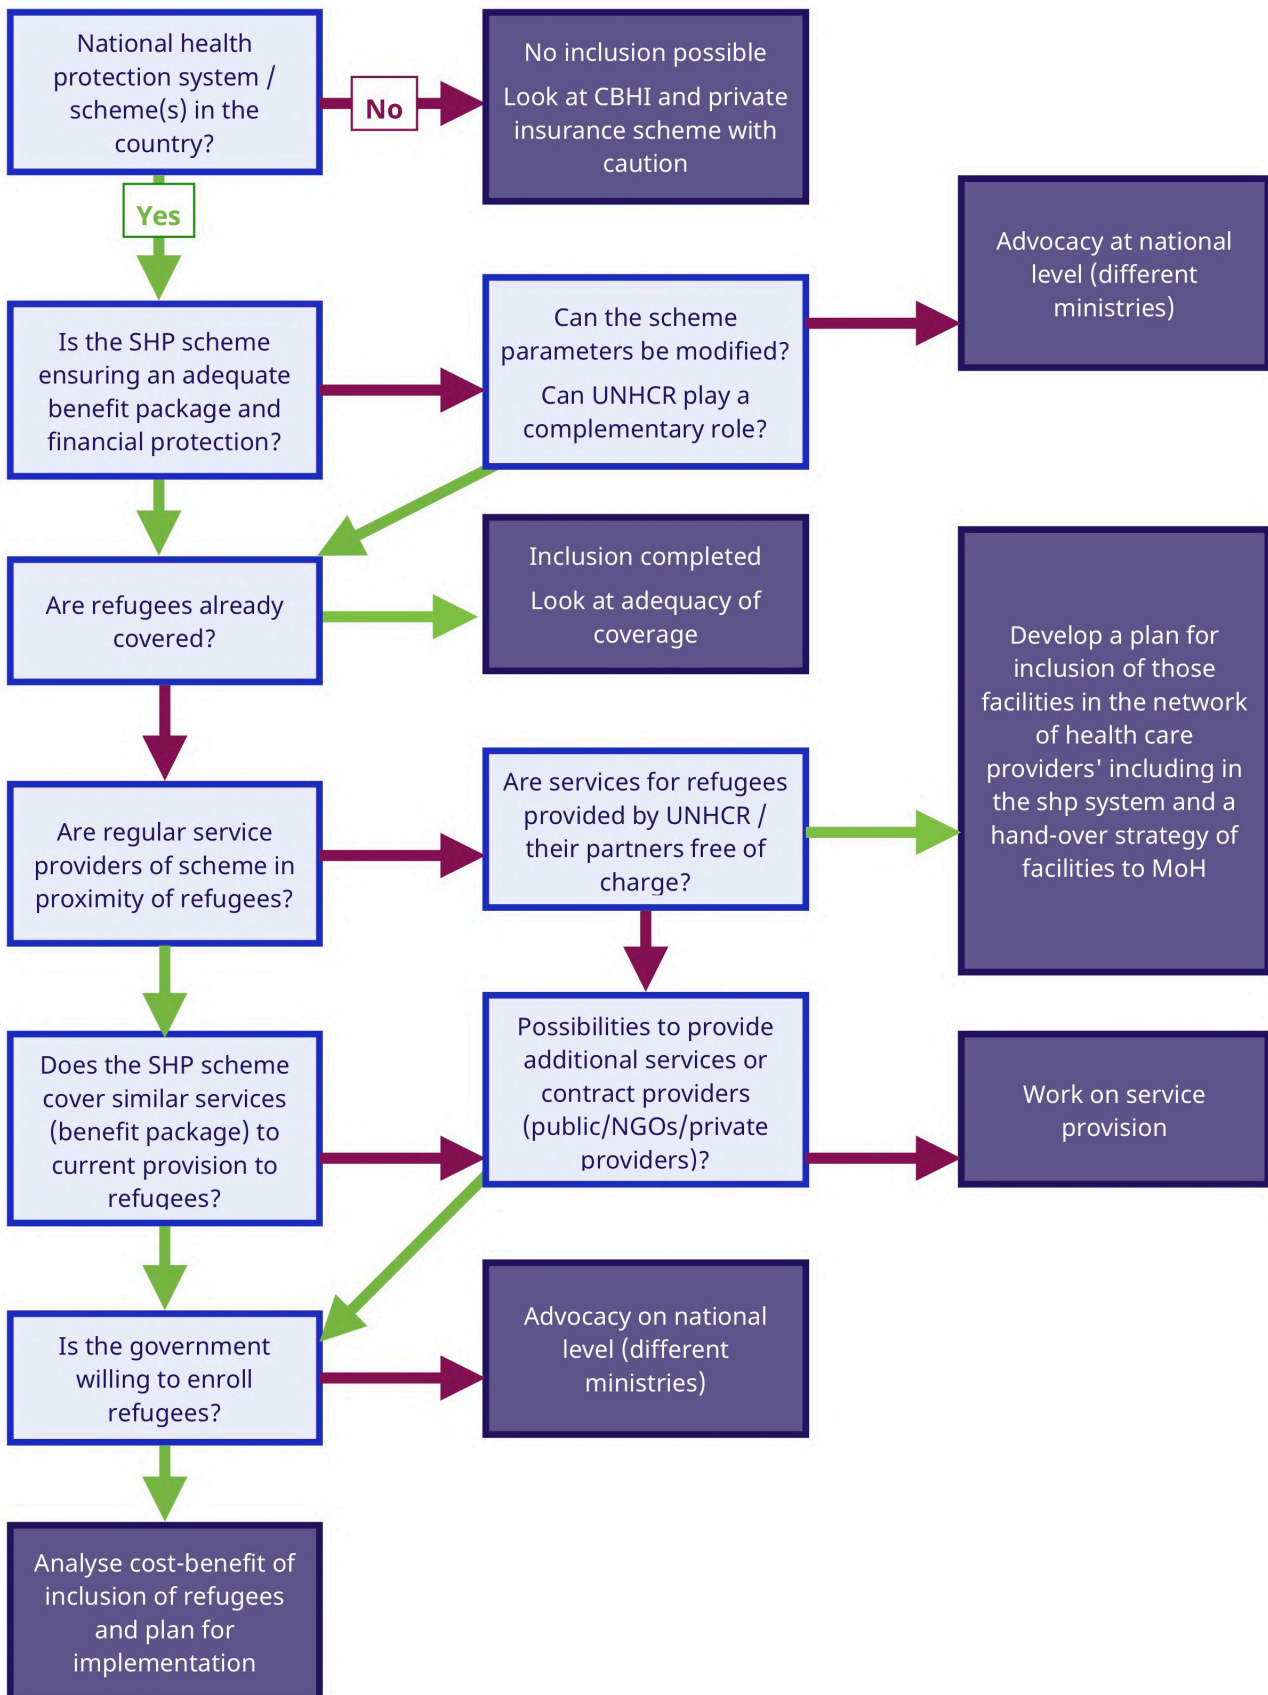 National health
protection system /
scheme(s) in the
country?
No
No inclusion possible
Look at CBHI and private
insurance scheme with
caution
Yes
Advocacy at national
level (different
ministries)
Is the SHP scheme
ensuring an adequate
benefit package and
financial protection?
Can the scheme
parameters be modified?
Can UNHCR play a
complementary role?
Are refugees already
covered?
Inclusion completed
Look at adequacy of
coverage
Develop a plan for
inclusion of those
facilities in the network
of health care
providers' including in
the shp system and a
hand-over strategy of
facilities to MoH
Are regular service
providers of scheme in
proximity of refugees?
Are services for refugees
provided by UNHCR /
their partners free of
charge?
Does the SHP scheme
cover similar services
(benefit package) to
current provision to
refugees?
Possibilities to provide
additional services or
contract providers
(public/NGOs/private
providers)?
Work on service
provision
Is the government
willing to enroll
refugees?
Advocacy on national
level (different
ministries)
Analyse cost-benefit of
inclusion of refugees
and plan for
implementation